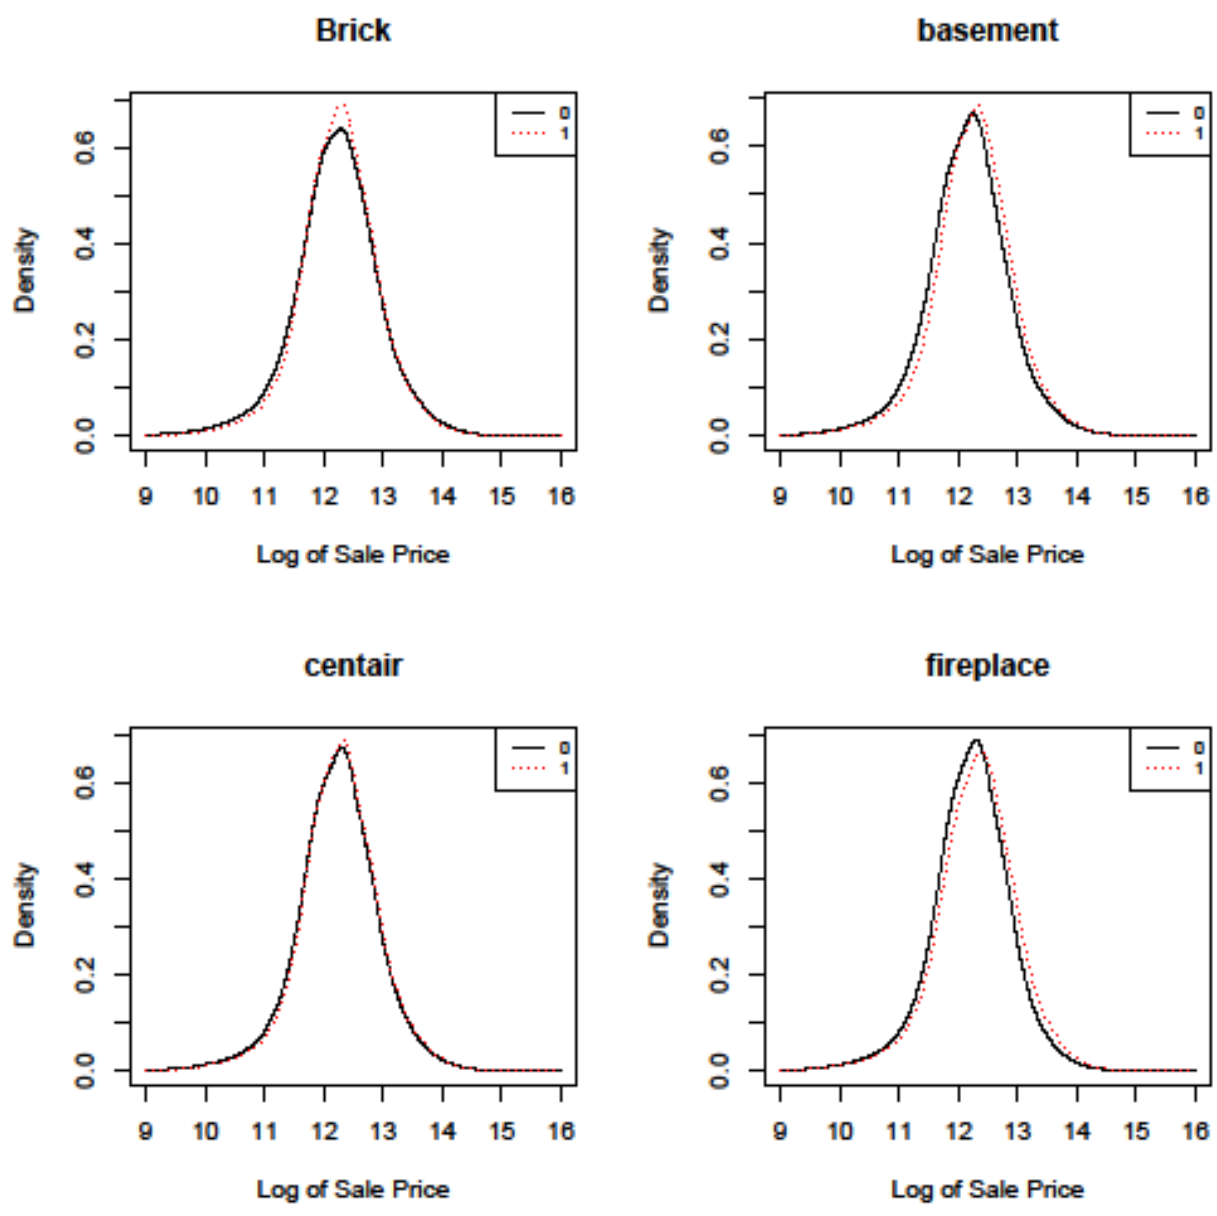 Brick
0
1
Density
0.0 0.2 0.4 0.6
9 10 11 12 13 14 15 16
Log of Sale Price
basement
0
1
Density
0.0 0.2 0.4 0.6
9 10 11 12 13 14 15 16
Log of Sale Price
centair
0
1
Density
0.0 0.2 0.4 0.6
9 10 11 12 13 14 15 16
Log of Sale Price
fireplace
0
1
Density
0.0 0.2 0.4 0.6
9 10 11 12 13 14 15 16
Log of Sale Price